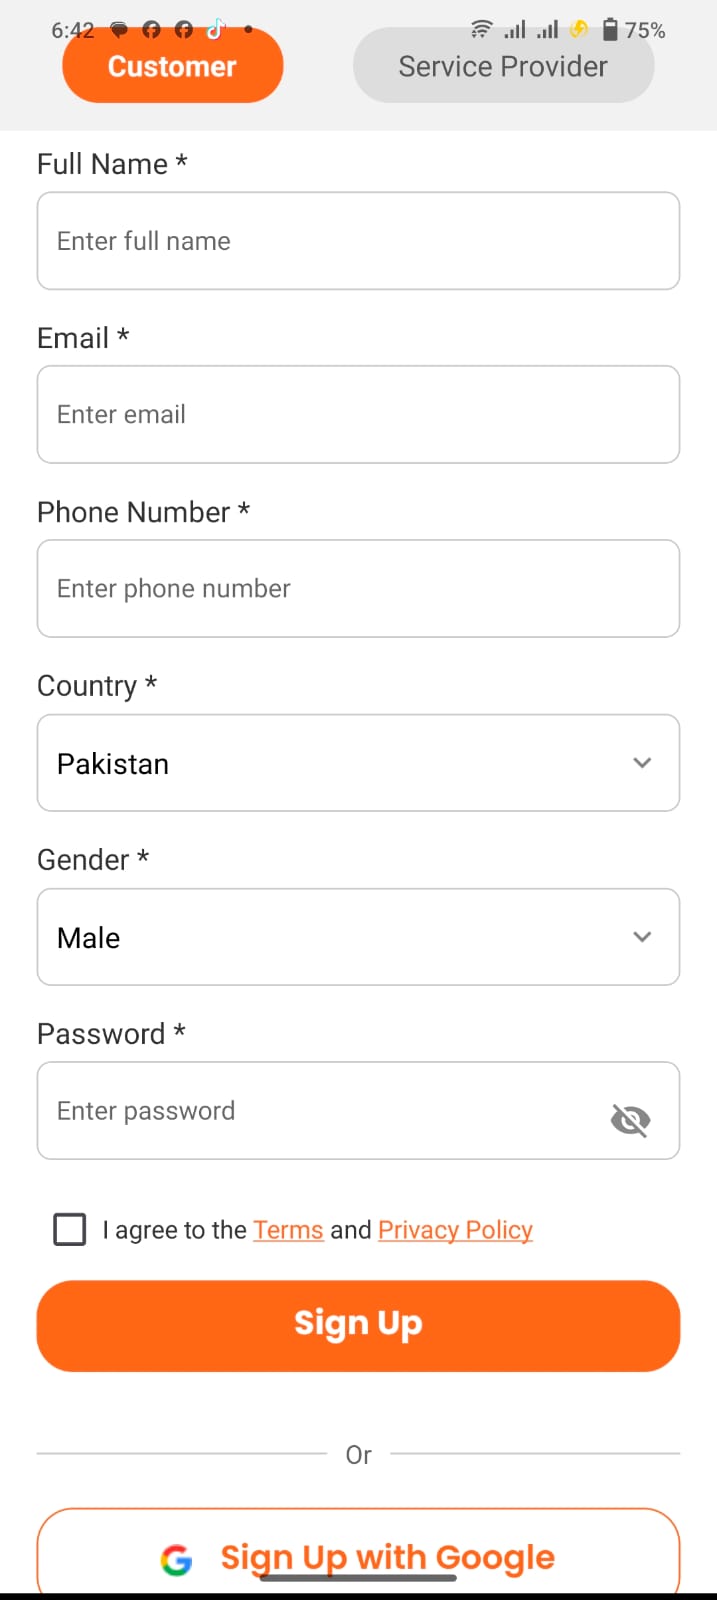 6:42 75%
Customer Service Provider
Full Name *
Enter full name
Email *
Enter email
Phone Number *
Enter phone number
Country *
Pakistan
Gender *
Male
Password *
Enter password
I agree to the Terms and Privacy Policy
Sign Up
Or
Sign Up with Google